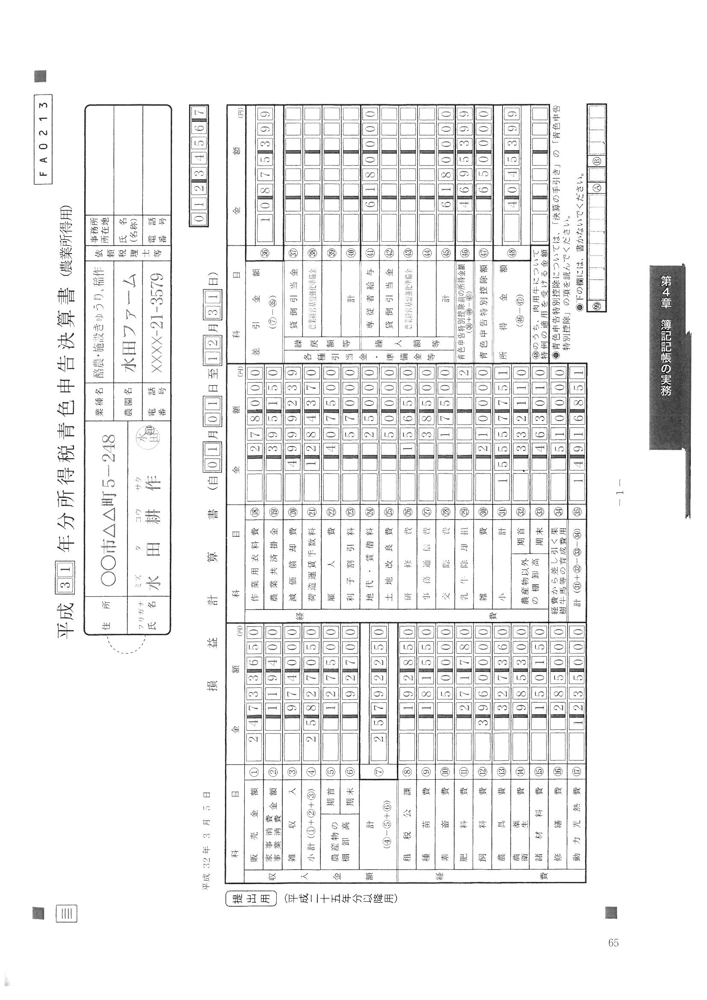 FA0213
平成31年分所得税青色申告決算書（農業所得用）
住所 〇〇市△△町5－248
フリガナ ミズ タ コウ サク
氏名 水田耕作 ㊞
業種名 酪農・施設きゅうり、稲作
農園名 水田ファーム
電話番号 XXXX-21-3579
依頼税理士等
事務所所在地
氏名(名称)
電話番号
01234567
平成 32年 3月 5日
損益計算書（自01月01日至12月31日）
提出用
（平成二十五年分以降用）
科目 金額 (円)
収入金額
販売金額 ① 24733650
家事消費 事業消費 金額 ② 119400
雑収入 ③ 974000
小計(①+②+③) ④ 25827050
農産物の棚卸高 期首 ⑤ 127500
期末 ⑥ 92700
計(④－⑤+⑥) ⑦ 25792250
経費
租税公課 ⑧ 192850
種苗費 ⑨ 181550
素畜費 ⑩ 5000
肥料費 ⑪ 271780
飼料費 ⑫ 3960000
農具費 ⑬ 327360
農薬衛生費 ⑭ 985300
諸材料費 ⑮ 150150
修繕費 ⑯ 285000
動力光熱費 ⑰ 1235000
科目 金額 (円)
経費
作業用衣料費 ⑱ 278000
農業共済掛金 ⑲ 395150
減価償却費 ⑳ 4999239
荷造運賃手数料 ㉑ 1284370
雇人費 ㉒ 407500
利子割引料 ㉓ 57000
地代・賃借料 ㉔ 25000
土地改良費 ㉕ 50000
研修費 ㉖ 156500
事務通信費 ㉗ 38500
交際費 ㉘ 17500
乳牛除却損 ㉙ 2
雑費 ㉚ 210000
小計 ㉛ 15557751
農産物以外の棚卸高 期首 ㉜ 332110
期末 ㉝ 463010
経費から差し引く果樹牛馬等の育成費用 ㉞ 510000
計(㉛+㉜－㉝－㉞) ㉟ 14916851
科目 金額 (円)
差引金額(⑦－㉟) ㊱ 10875399
各種引当金・準備金等
繰戻額等
貸倒引当金 ㊲
農業経営基盤強化準備金 ㊳
㊴
計 ㊵
繰入額等
専従者給与 ㊶ 6180000
貸倒引当金 ㊷
農業経営基盤強化準備金 ㊸
㊹
計 ㊺ 6180000
青色申告特別控除前の所得金額(㊱+㊵－㊺) ㊻ 4695399
青色申告特別控除額 ㊼ 650000
所得金額(㊻－㊼) ㊽ 4045399
㊽のうち、肉用牛について特例の適用を受ける金額
●青色申告特別控除については、「決算の手引き」の「青色申告
特別控除」の項を読んでください。
●下の欄には、書かないでください。
99 Ⓐ Ⓑ
－1－
第4章 簿記記帳の実務
65